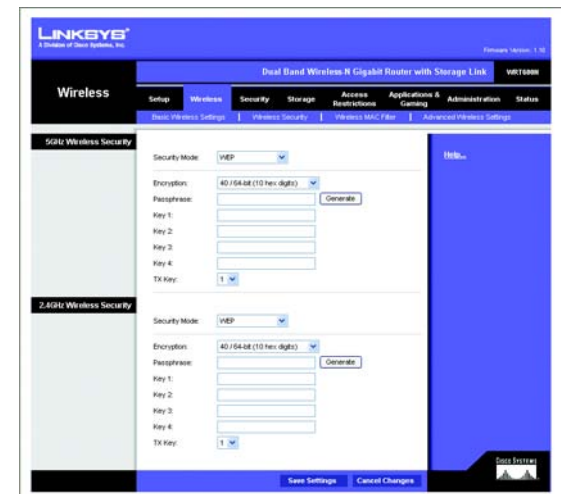 LINKSYS®
A Division of Cisco Systems, Inc.
Firmware Version: 1.10
Dual Band Wireless-N Gigabit Router with Storage Link WRT600N
Wireless
Setup Wireless Security Storage Access Restrictions Applications & Gaming Administration Status
Basic Wireless Settings | Wireless Security | Wireless MAC Filter | Advanced Wireless Settings
5GHz Wireless Security
Help...
Security Mode: WEP
Encryption: 40 / 64-bit (10 hex digits)
Passphrase: Generate
Key 1:
Key 2:
Key 3:
Key 4:
TX Key: 1
2.4GHz Wireless Security
Security Mode: WEP
Encryption: 40 / 64-bit (10 hex digits)
Passphrase: Generate
Key 1:
Key 2:
Key 3:
Key 4:
TX Key: 1
Save Settings Cancel Changes
Cisco Systems